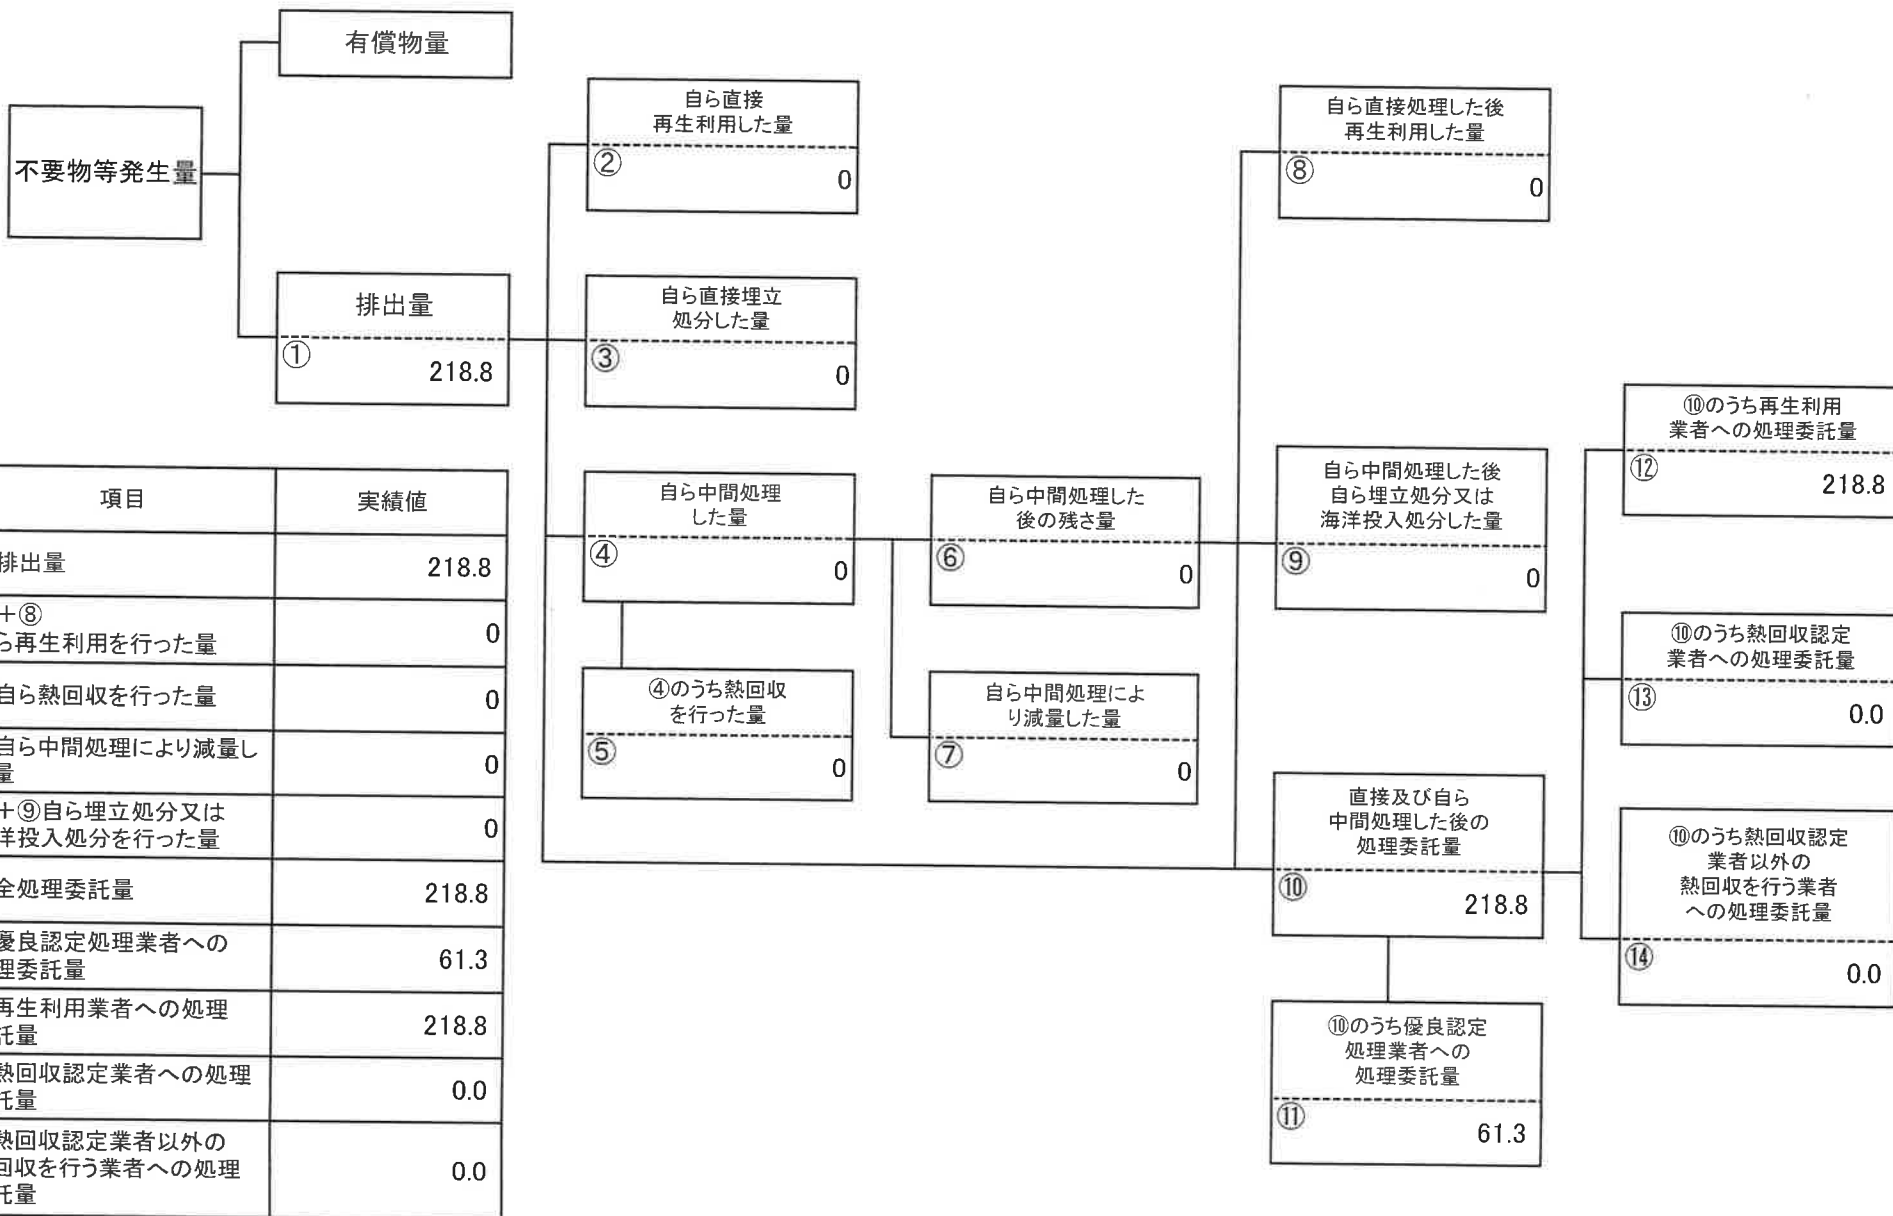 有償物量
不要物等発生量
排出量
①
218.8
自ら直接
再生利用した量
②
0
自ら直接埋立
処分した量
③
0
自ら中間処理
した量
④
0
④のうち熱回収
を行った量
⑤
0
自ら中間処理した
後の残さ量
⑥
0
自ら中間処理によ
り減量した量
⑦
0
自ら直接処理した後
再生利用した量
⑧
0
自ら中間処理した後
自ら埋立処分又は
海洋投入処分した量
⑨
0
直接及び自ら
中間処理した後の
処理委託量
⑩
218.8
⑩のうち優良認定
処理業者への
処理委託量
⑪
61.3
⑩のうち再生利用
業者への処理委託量
⑫
218.8
⑩のうち熱回収認定
業者への処理委託量
⑬
0.0
⑩のうち熱回収認定
業者以外の
熱回収を行う業者
への処理委託量
⑭
0.0
項目 実績値
排出量 218.8
+⑧
ら再生利用を行った量 0
自ら熱回収を行った量 0
自ら中間処理により減量し
量 0
+⑨自ら埋立処分又は
洋投入処分を行った量 0
全処理委託量 218.8
優良認定処理業者への
理委託量 61.3
再生利用業者への処理
託量 218.8
熱回収認定業者への処理
託量 0.0
熱回収認定業者以外の
回収を行う業者への処理
託量 0.0